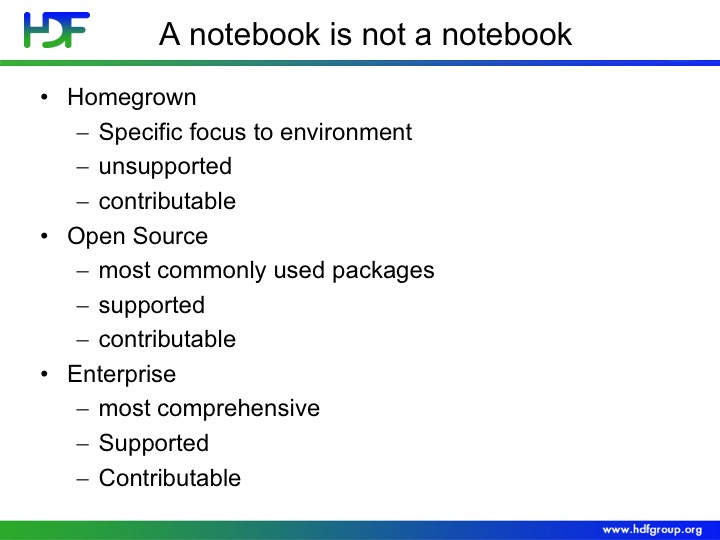 HDF
A notebook is not a notebook
• Homegrown
– Specific focus to environment
– unsupported
– contributable
• Open Source
– most commonly used packages
– supported
– contributable
• Enterprise
– most comprehensive
– Supported
– Contributable
www.hdfgroup.org